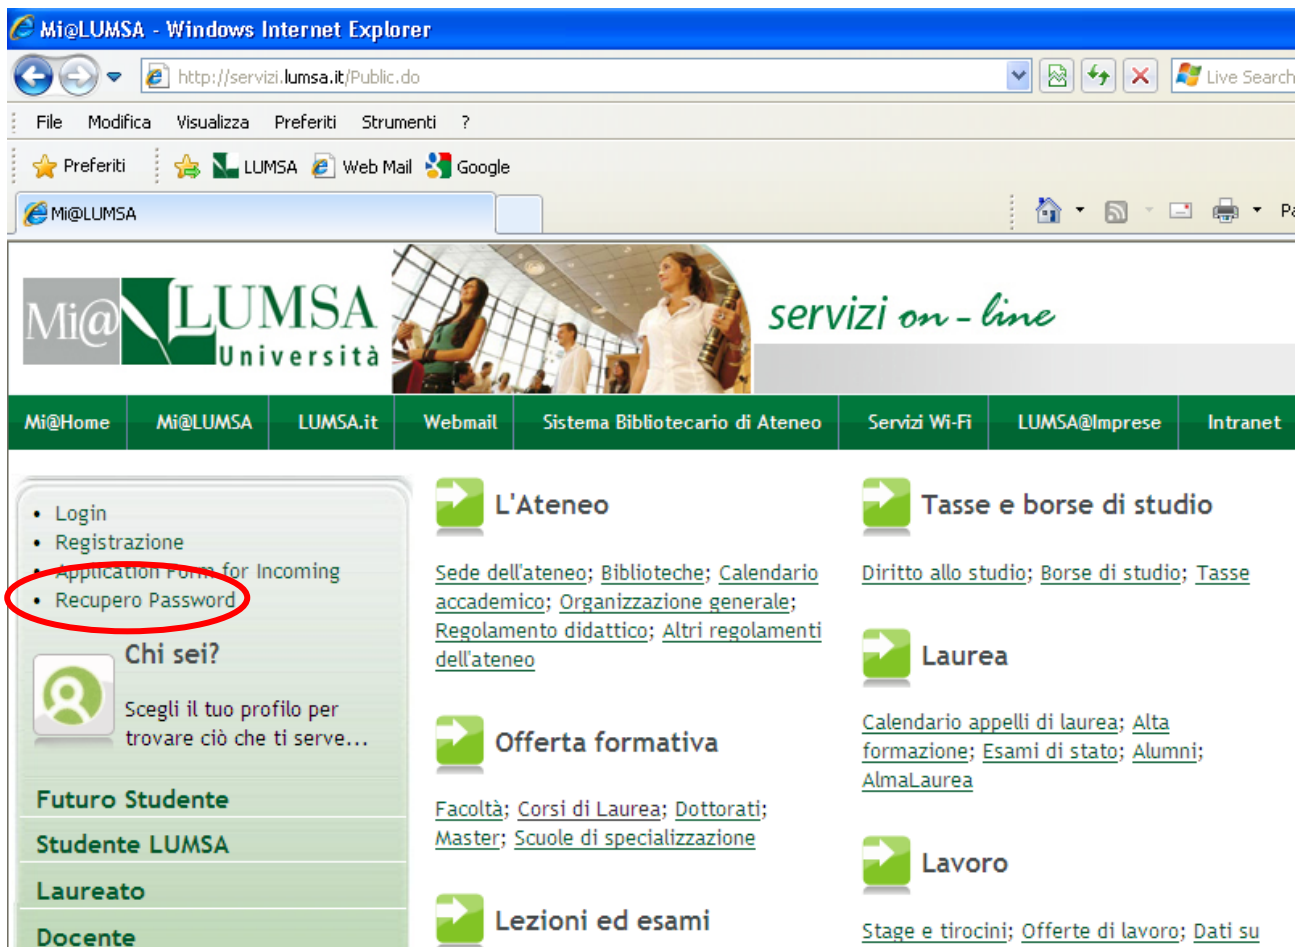 Mi@LUMSA - Windows Internet Explorer
http://servizi.lumsa.it/Public.do
Live Search
File Modifica Visualizza Preferiti Strumenti ?
Preferiti LUMSA Web Mail Google
Mi@LUMSA
Mi@ LUMSA
Università
servizi on-line
Mi@Home Mi@LUMSA LUMSA.it Webmail Sistema Bibliotecario di Ateneo Servizi Wi-Fi LUMSA@Imprese Intranet
• Login
• Registrazione
• Application Form for Incoming
• Recupero Password
Chi sei?
Scegli il tuo profilo per
trovare ciò che ti serve...
Futuro Studente
Studente LUMSA
Laureato
Docente
L'Ateneo
Sede dell'ateneo; Biblioteche; Calendario
accademico; Organizzazione generale;
Regolamento didattico; Altri regolamenti
dell'ateneo
Offerta formativa
Facoltà; Corsi di Laurea; Dottorati;
Master; Scuole di specializzazione
Lezioni ed esami
Tasse e borse di studio
Diritto allo studio; Borse di studio; Tasse
Laurea
Calendario appelli di laurea; Alta
formazione; Esami di stato; Alumni;
AlmaLaurea
Lavoro
Stage e tirocini; Offerte di lavoro; Dati su